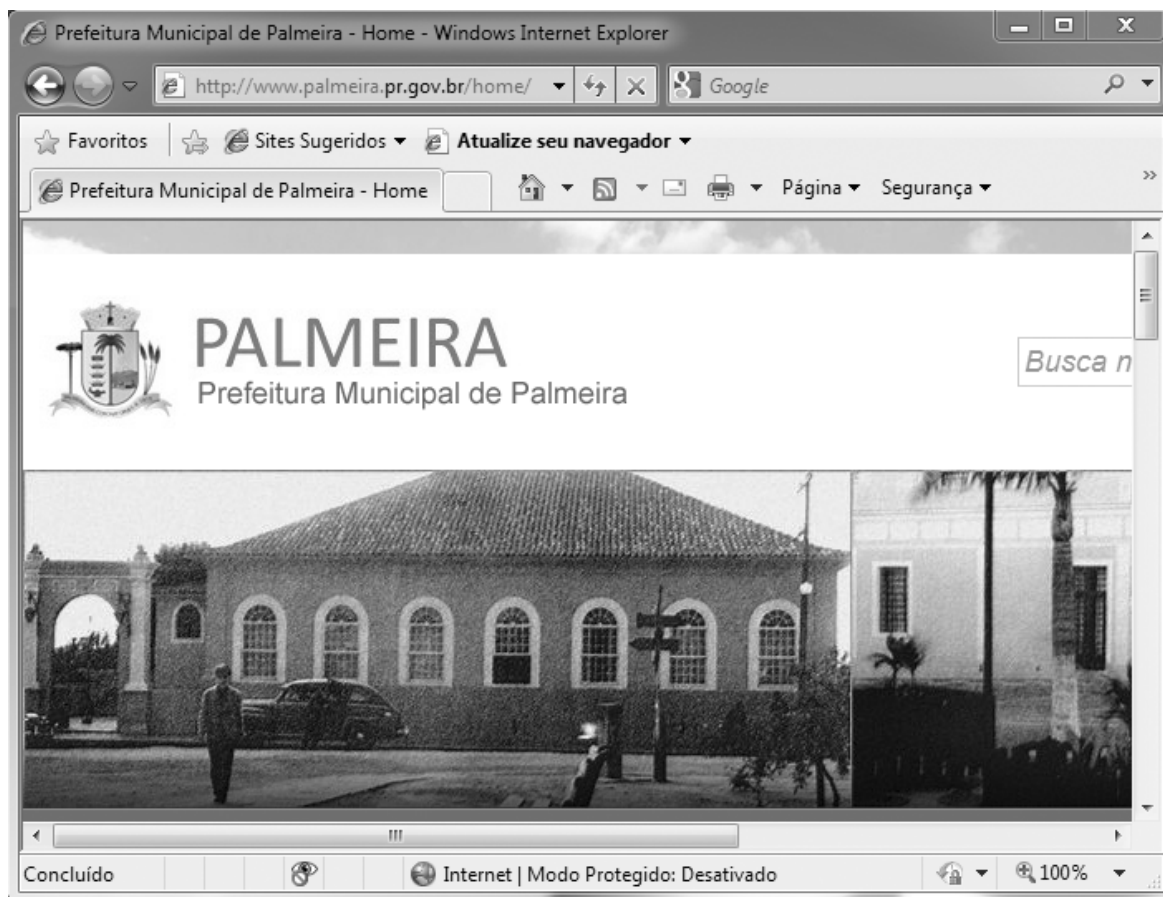 Prefeitura Municipal de Palmeira - Home - Windows Internet Explorer
http://www.palmeira.pr.gov.br/home/ Google
Favoritos Sites Sugeridos Atualize seu navegador
Prefeitura Municipal de Palmeira - Home Página Segurança
PALMEIRA
Prefeitura Municipal de Palmeira
Busca n
Concluído Internet | Modo Protegido: Desativado 100%